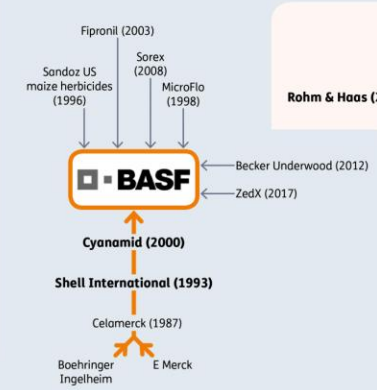 Fipronil (2003)
Sorex
(2008)
Sandoz US
maize herbicides
(1996)
MicroFlo
(1998)
Rohm & Haas (
BASF
Becker Underwood (2012)
ZedX (2017)
Cyanamid (2000)
Shell International (1993)
Celamerck (1987)
Boehringer
Ingelheim
E Merck